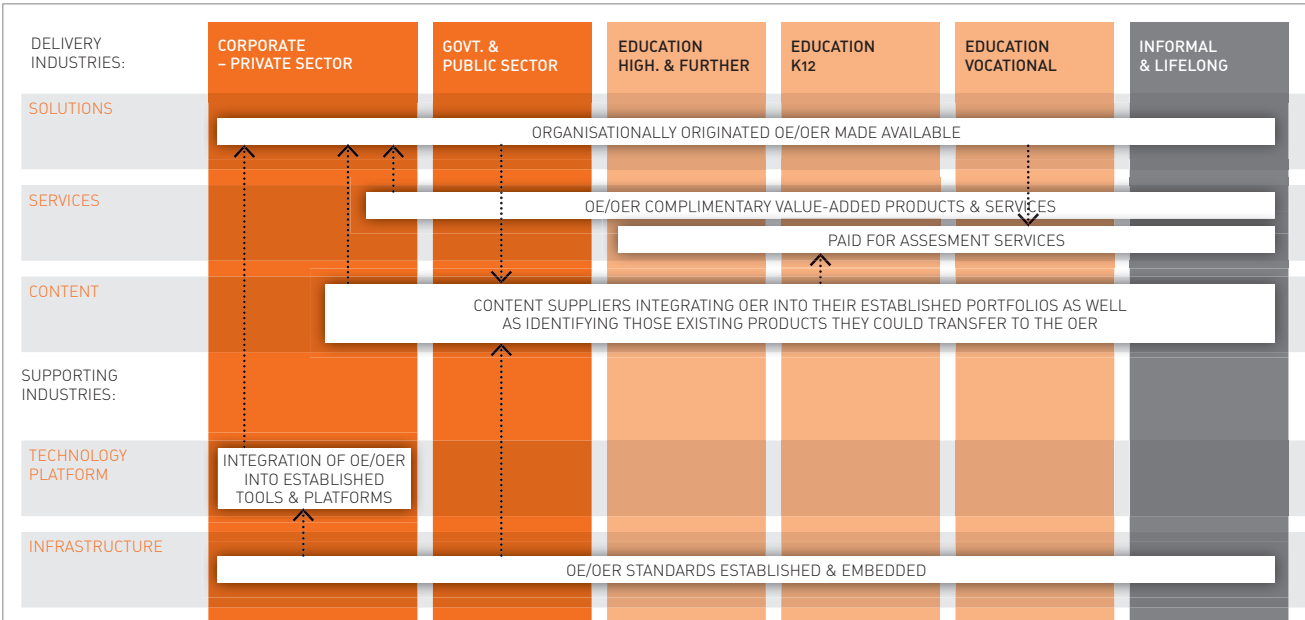 DELIVERY
INDUSTRIES:
CORPORATE
– PRIVATE SECTOR
GOVT. &
PUBLIC SECTOR
EDUCATION
HIGH. & FURTHER
EDUCATION
K12
EDUCATION
VOCATIONAL
INFORMAL
& LIFELONG
SOLUTIONS
ORGANISATIONALLY ORIGINATED OE/OER MADE AVAILABLE
SERVICES
OE/OER COMPLIMENTARY VALUE-ADDED PRODUCTS & SERVICES
PAID FOR ASSESMENT SERVICES
CONTENT
CONTENT SUPPLIERS INTEGRATING OER INTO THEIR ESTABLISHED PORTFOLIOS AS WELL
AS IDENTIFYING THOSE EXISTING PRODUCTS THEY COULD TRANSFER TO THE OER
SUPPORTING
INDUSTRIES:
TECHNOLOGY
PLATFORM
INTEGRATION OF OE/OER
INTO ESTABLISHED
TOOLS & PLATFORMS
INFRASTRUCTURE
OE/OER STANDARDS ESTABLISHED & EMBEDDED